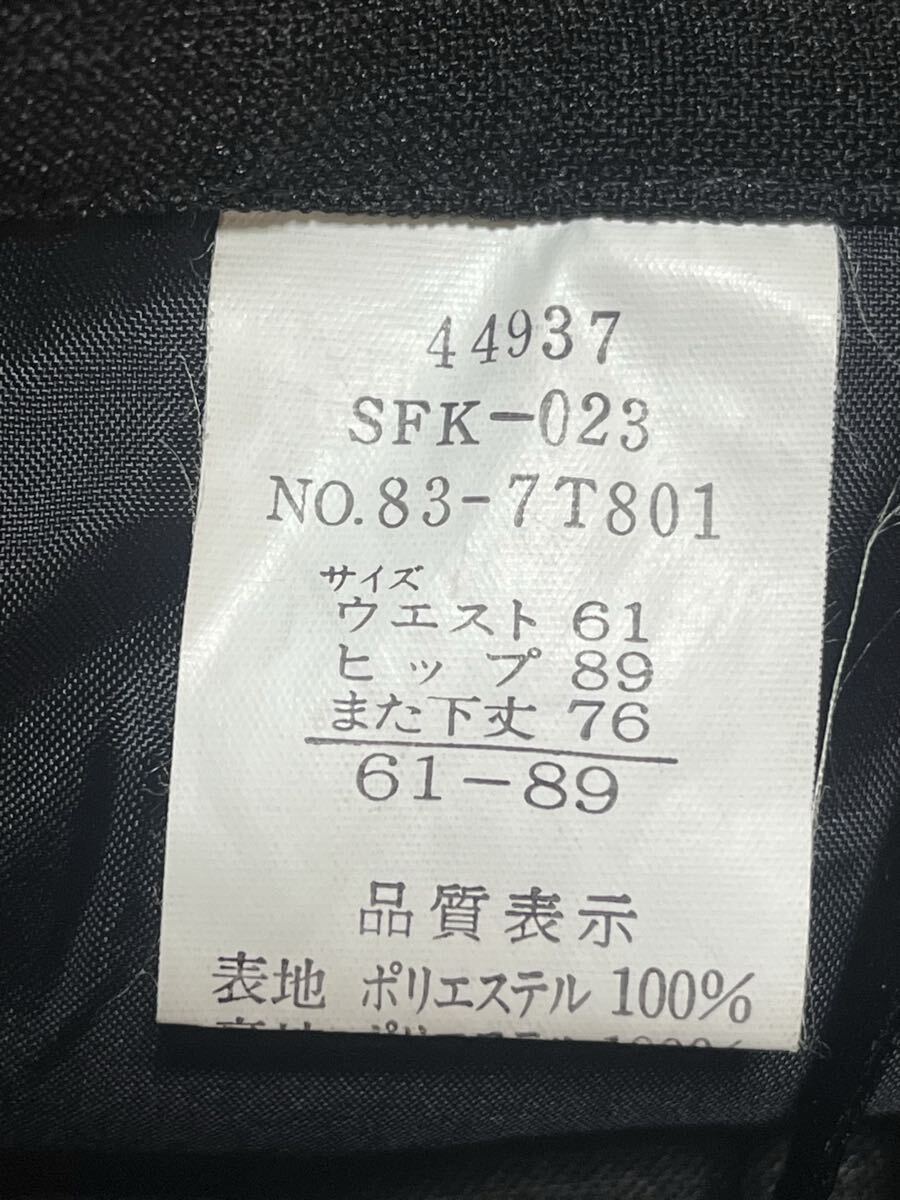 44937
SFK-023
NO.83-7T801
サイズ
ウエスト 61
ヒップ 89
また下丈 76
61-89
品質表示
表地 ポリエステル 100%